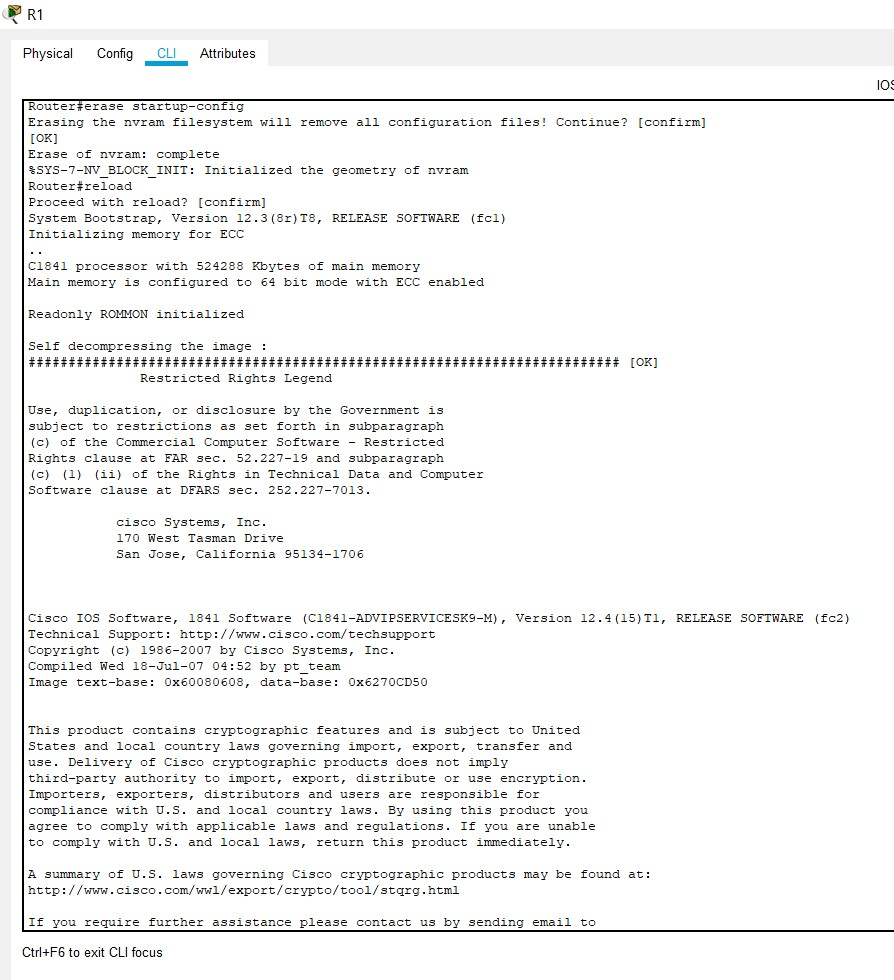 R1
Physical Config CLI Attributes
IOS
Router#erase startup-config
Erasing the nvram filesystem will remove all configuration files! Continue? [confirm]
[OK]
Erase of nvram: complete
%SYS-7-NV_BLOCK_INIT: Initialized the geometry of nvram
Router#reload
Proceed with reload? [confirm]
System Bootstrap, Version 12.3(8r)T8, RELEASE SOFTWARE (fc1)
Initializing memory for ECC
..
C1841 processor with 524288 Kbytes of main memory
Main memory is configured to 64 bit mode with ECC enabled
Readonly ROMMON initialized
Self decompressing the image :
########################################################################## [OK]
Restricted Rights Legend
Use, duplication, or disclosure by the Government is
subject to restrictions as set forth in subparagraph
(c) of the Commercial Computer Software - Restricted
Rights clause at FAR sec. 52.227-19 and subparagraph
(c) (1) (ii) of the Rights in Technical Data and Computer
Software clause at DFARS sec. 252.227-7013.
cisco Systems, Inc.
170 West Tasman Drive
San Jose, California 95134-1706
Cisco IOS Software, 1841 Software (C1841-ADVIPSERVICESK9-M), Version 12.4(15)T1, RELEASE SOFTWARE (fc2)
Technical Support: http://www.cisco.com/techsupport
Copyright (c) 1986-2007 by Cisco Systems, Inc.
Compiled Wed 18-Jul-07 04:52 by pt_team
Image text-base: 0x60080608, data-base: 0x6270CD50
This product contains cryptographic features and is subject to United
States and local country laws governing import, export, transfer and
use. Delivery of Cisco cryptographic products does not imply
third-party authority to import, export, distribute or use encryption.
Importers, exporters, distributors and users are responsible for
compliance with U.S. and local country laws. By using this product you
agree to comply with applicable laws and regulations. If you are unable
to comply with U.S. and local laws, return this product immediately.
A summary of U.S. laws governing Cisco cryptographic products may be found at:
http://www.cisco.com/wwl/export/crypto/tool/stqrg.html
If you require further assistance please contact us by sending email to
Ctrl+F6 to exit CLI focus